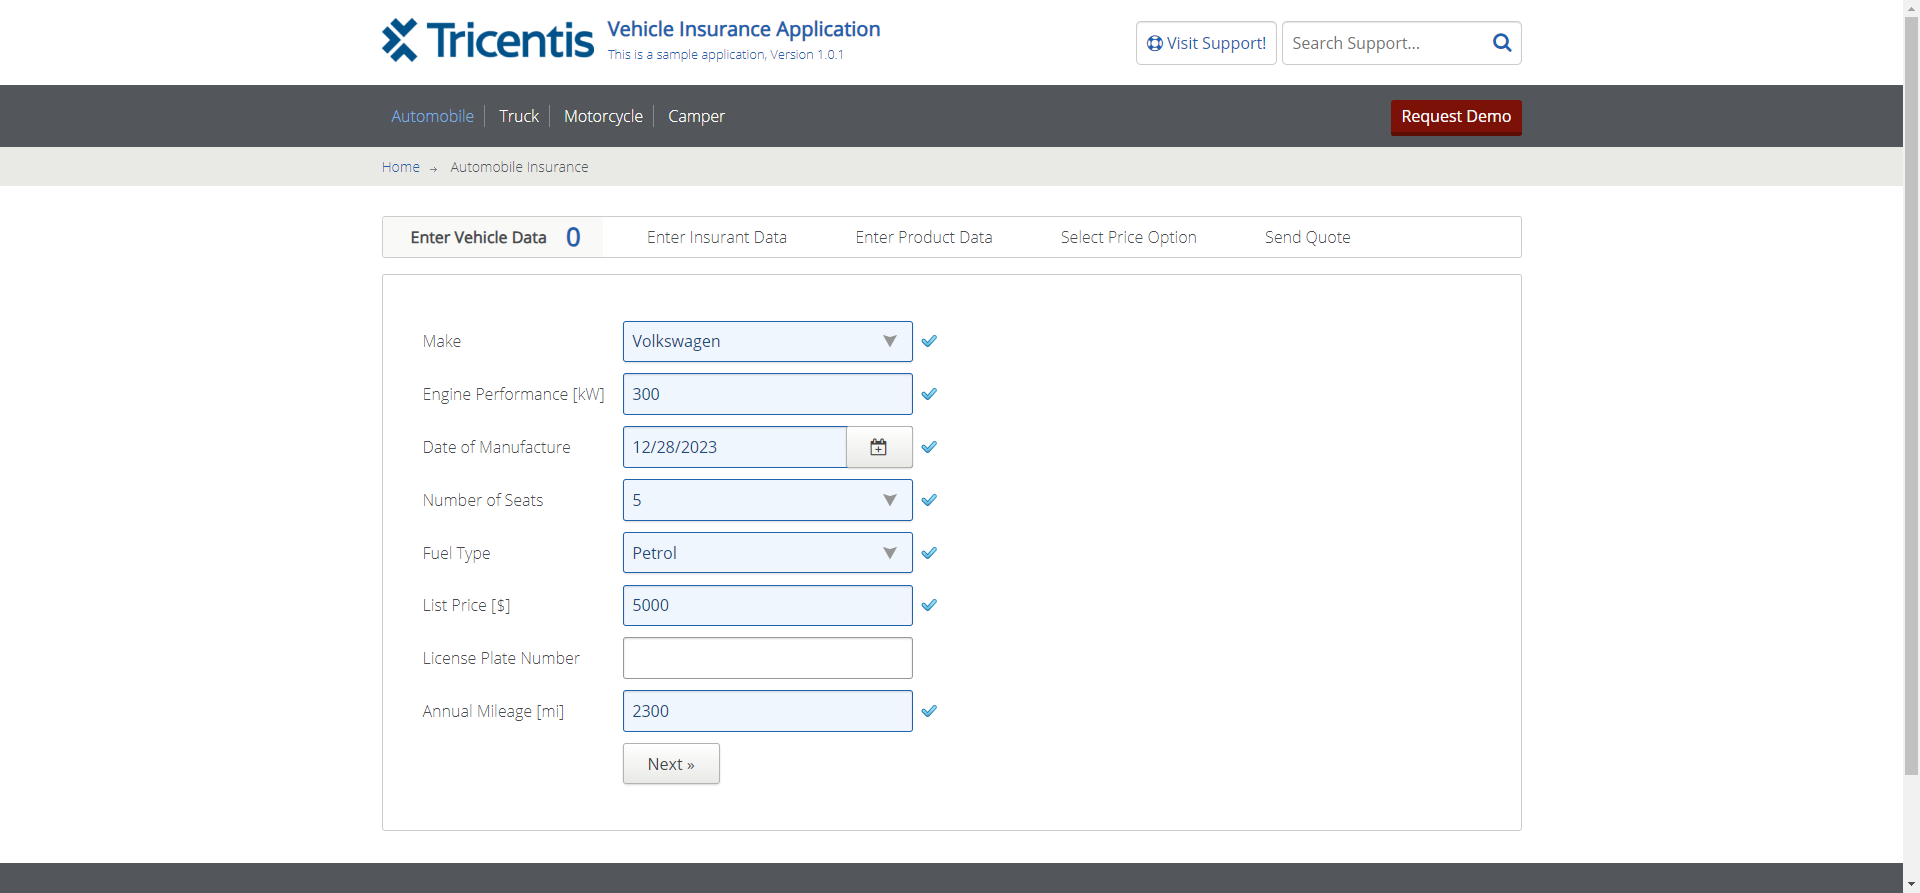 Tricentis
Vehicle Insurance Application
This is a sample application, Version 1.0.1
Visit Support!
Search Support...
Automobile
Truck
Motorcycle
Camper
Request Demo
Home → Automobile Insurance
Enter Vehicle Data 0
Enter Insurant Data
Enter Product Data
Select Price Option
Send Quote
Make
Volkswagen
Engine Performance [kW]
300
Date of Manufacture
12/28/2023
Number of Seats
5
Fuel Type
Petrol
List Price [$]
5000
License Plate Number
Annual Mileage [mi]
2300
Next »